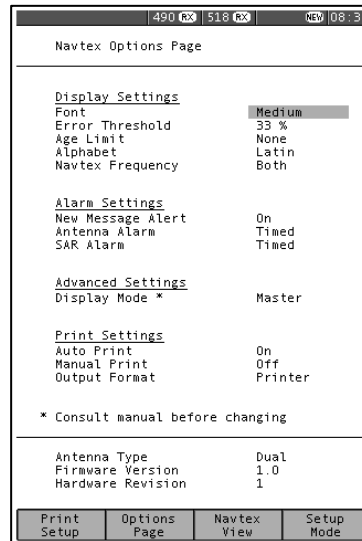 490 RX 518 RX NEW 08:3
Navtex Options Page
Display Settings
Font Medium
Error Threshold 33 %
Age Limit None
Alphabet Latin
Navtex Frequency Both
Alarm Settings
New Message Alert On
Antenna Alarm Timed
SAR Alarm Timed
Advanced Settings
Display Mode * Master
Print Settings
Auto Print On
Manual Print Off
Output Format Printer
* Consult manual before changing
Antenna Type Dual
Firmware Version 1.0
Hardware Revision 1
Print Setup Options Page Navtex View Setup Mode